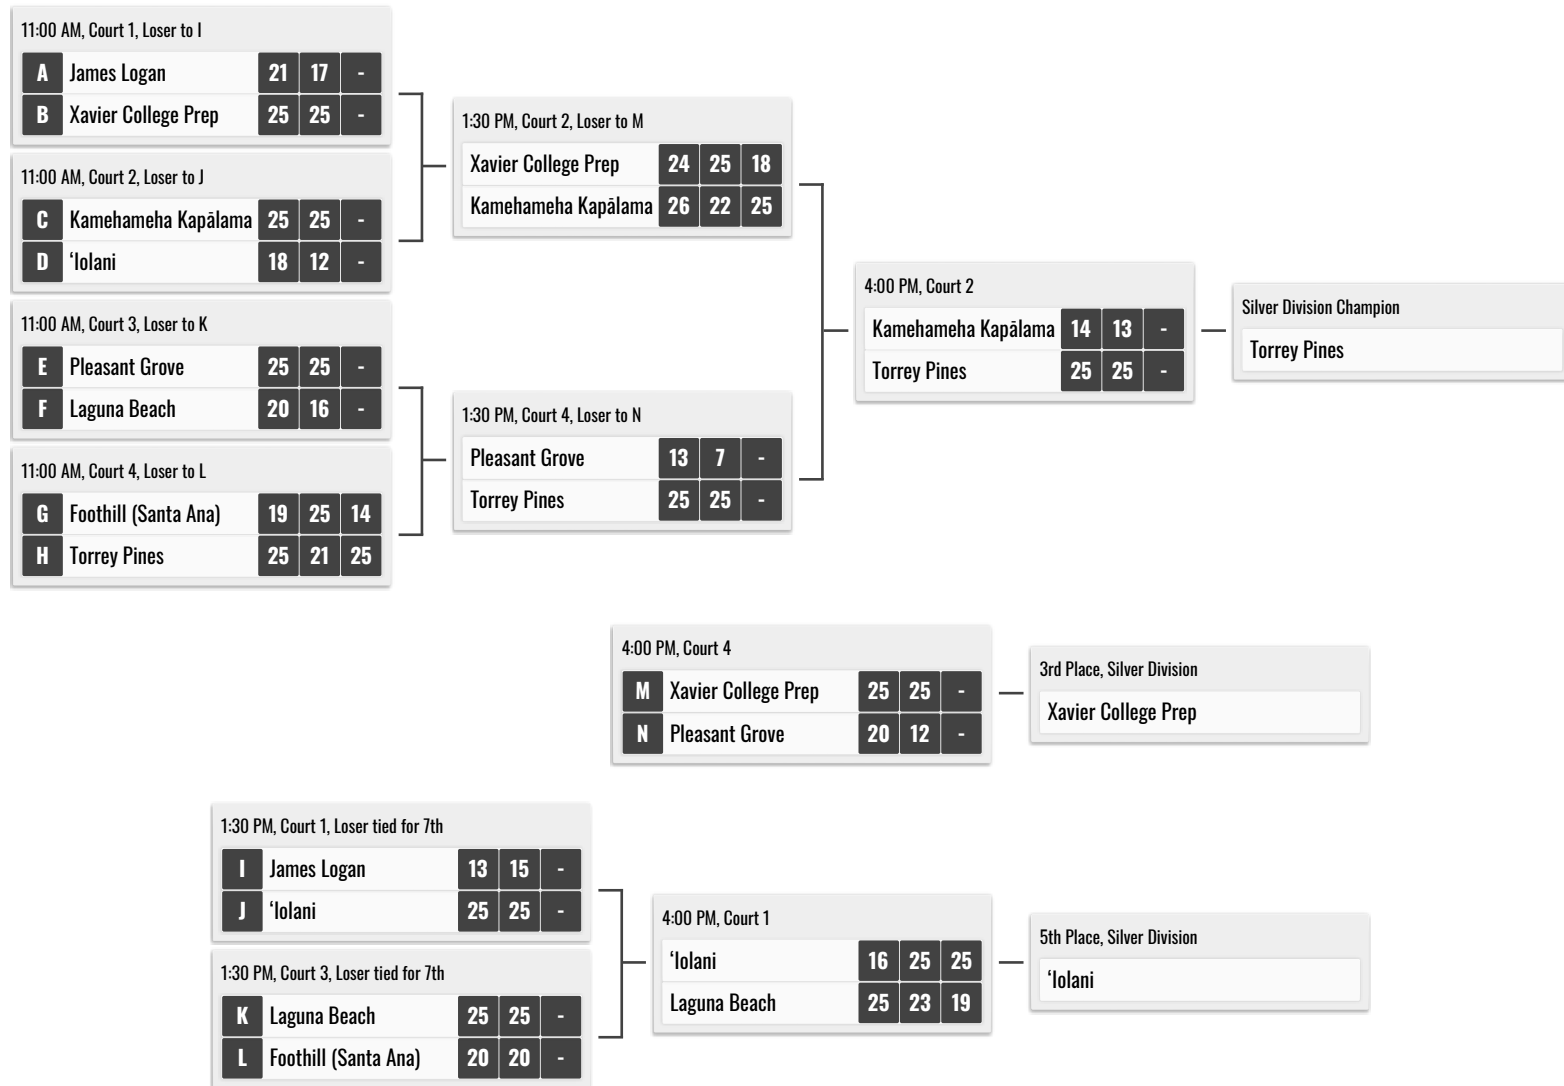 11:00 AM, Court 1, Loser to I
A James Logan 21 17 -
B Xavier College Prep 25 25 -
11:00 AM, Court 2, Loser to J
C Kamehameha Kapālama 25 25 -
D ‘Iolani 18 12 -
11:00 AM, Court 3, Loser to K
E Pleasant Grove 25 25 -
F Laguna Beach 20 16 -
11:00 AM, Court 4, Loser to L
G Foothill (Santa Ana) 19 25 14
H Torrey Pines 25 21 25
1:30 PM, Court 2, Loser to M
Xavier College Prep 24 25 18
Kamehameha Kapālama 26 22 25
1:30 PM, Court 4, Loser to N
Pleasant Grove 13 7 -
Torrey Pines 25 25 -
4:00 PM, Court 2
Kamehameha Kapālama 14 13 -
Torrey Pines 25 25 -
Silver Division Champion
Torrey Pines
4:00 PM, Court 4
M Xavier College Prep 25 25 -
N Pleasant Grove 20 12 -
3rd Place, Silver Division
Xavier College Prep
1:30 PM, Court 1, Loser tied for 7th
I James Logan 13 15 -
J ‘Iolani 25 25 -
1:30 PM, Court 3, Loser tied for 7th
K Laguna Beach 25 25 -
L Foothill (Santa Ana) 20 20 -
4:00 PM, Court 1
‘Iolani 16 25 25
Laguna Beach 25 23 19
5th Place, Silver Division
‘Iolani